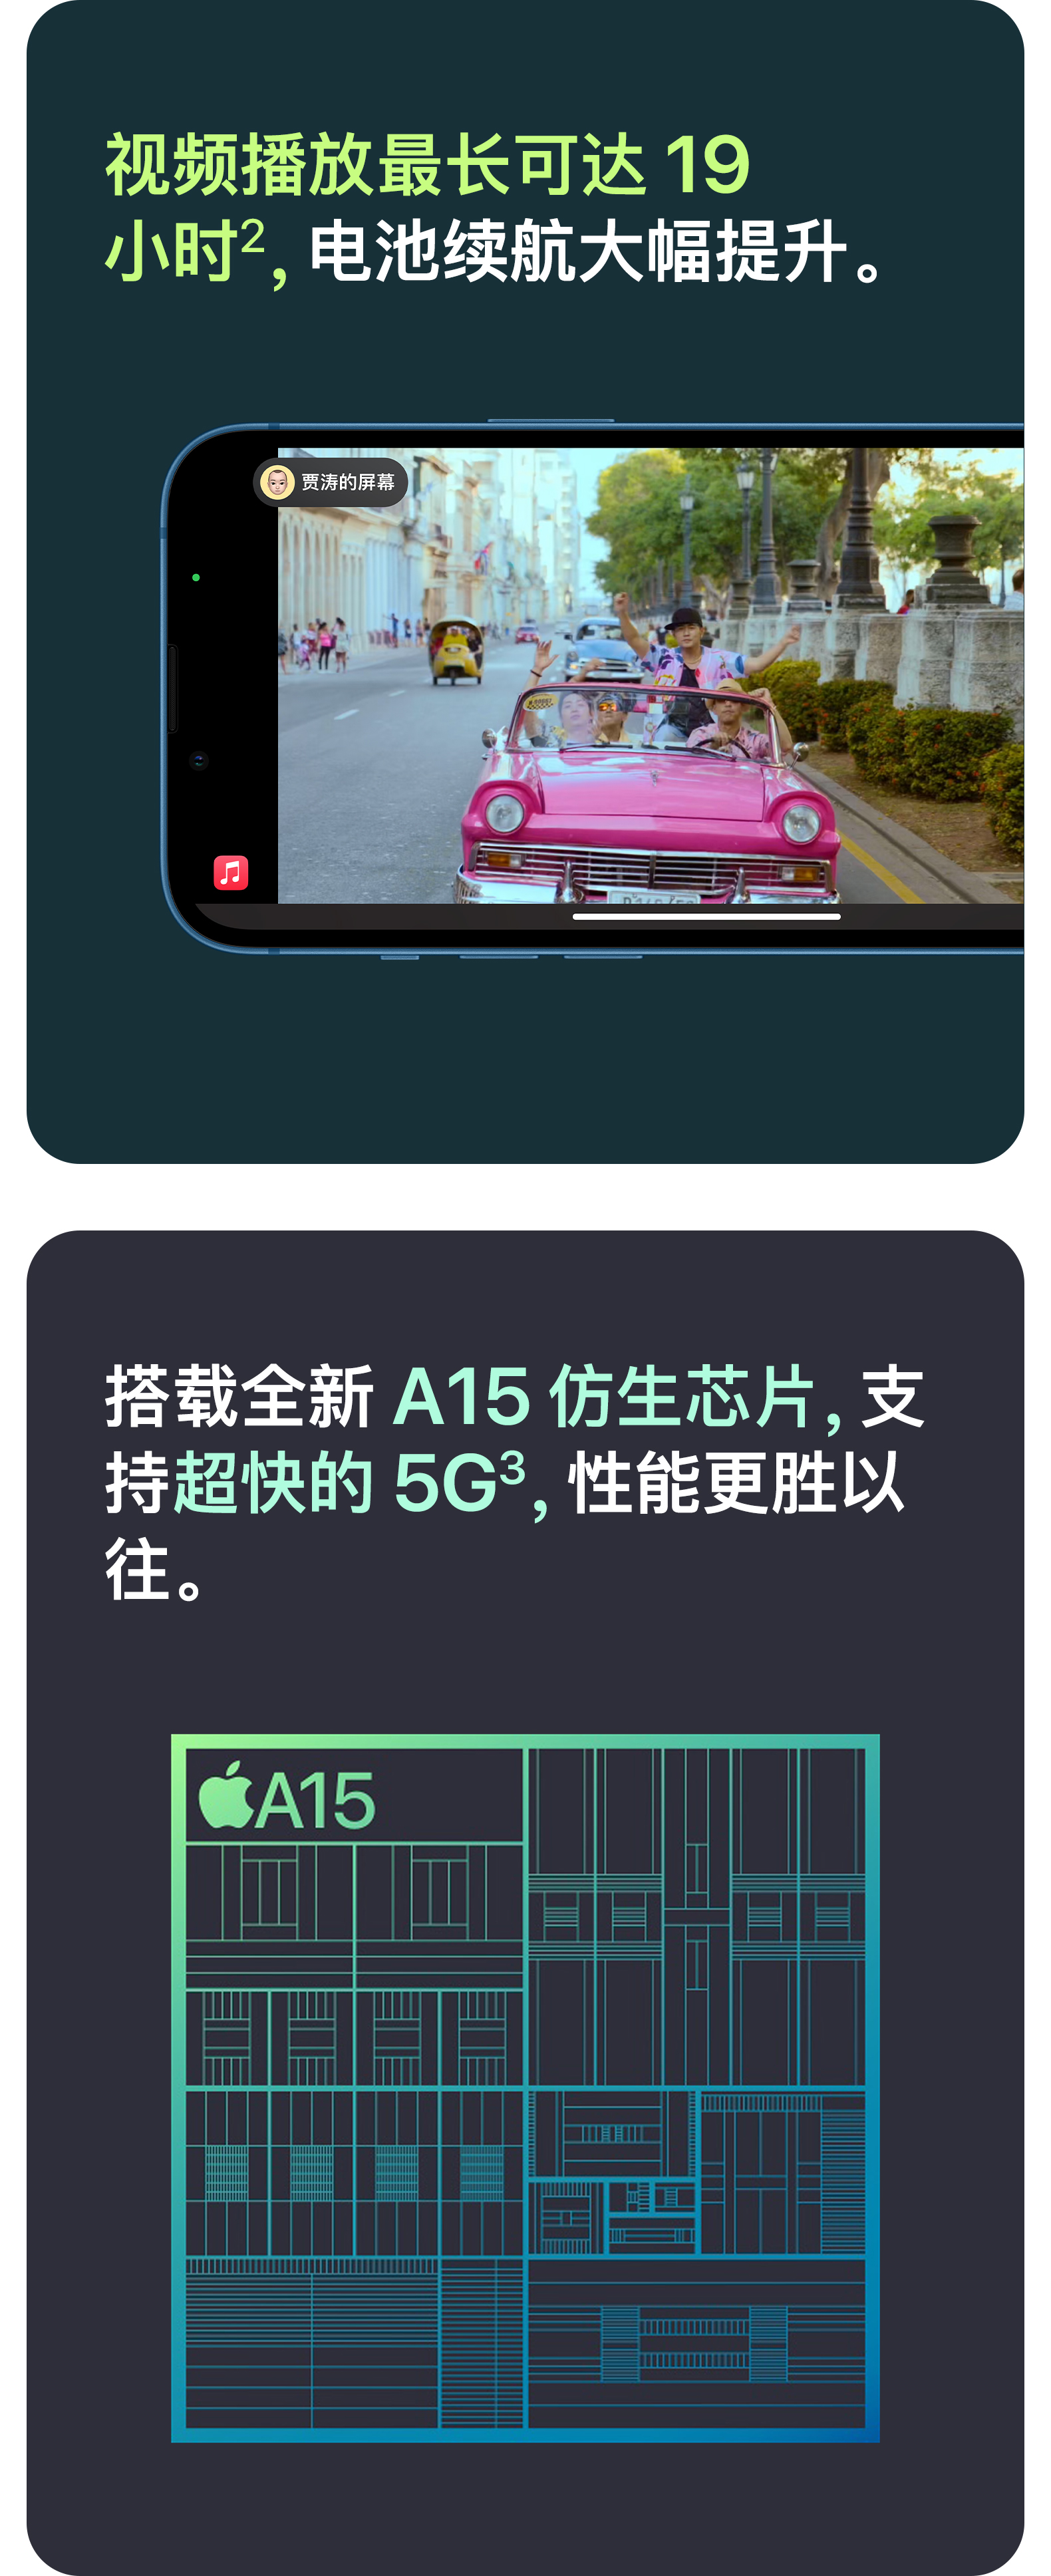 视频播放最长可达 19
小时2, 电池续航大幅提升。
贾涛的屏幕
搭载全新 A15 仿生芯片, 支
持超快的 5G3, 性能更胜以
往。
A15